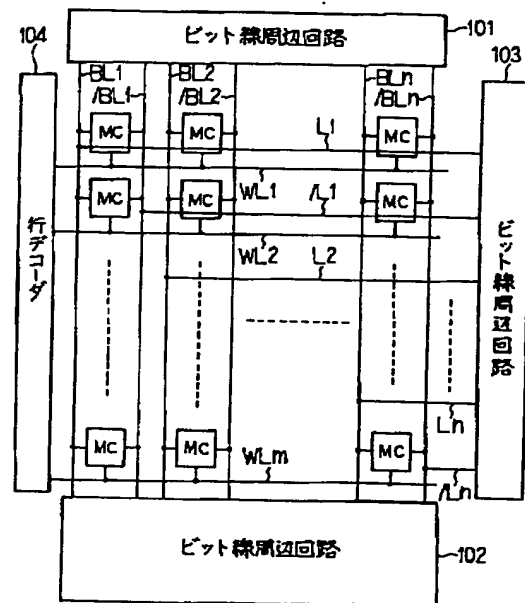 104
ビット線周辺回路
101
BL1
BL2
BLn
/BL1
/BL2
/BLn
103
MC
MC
MC
L1
WL1
/L1
MC
MC
MC
WL2
L2
行デコーダ
ビット線周辺回路
Ln
MC
MC
MC
WLm
/Ln
ビット線周辺回路
102